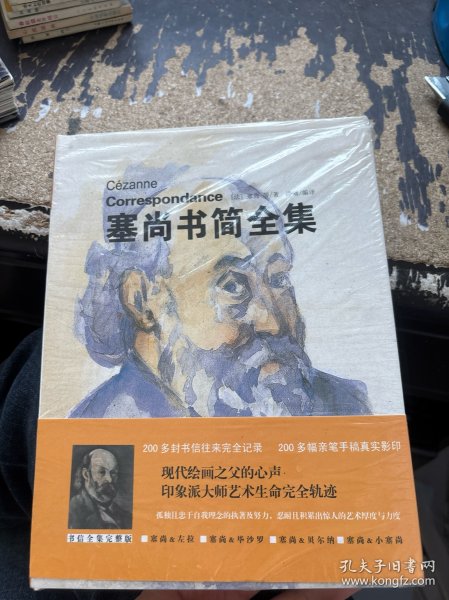 Cézanne
Correspondance
塞尚书简全集
200多封书信往来完全记录 200多幅亲笔手稿真实影印
现代绘画之父的心声·
印象派大师艺术生命完全轨迹
孤独且忠于自我理念的执著及努力，忍耐且积累出惊人的艺术厚度与力度
书信全集完整版
■塞尚&左拉 ■塞尚&毕沙罗 ■塞尚&贝尔纳 ■塞尚&小塞尚
孔夫子旧书网
www.kongfz.com